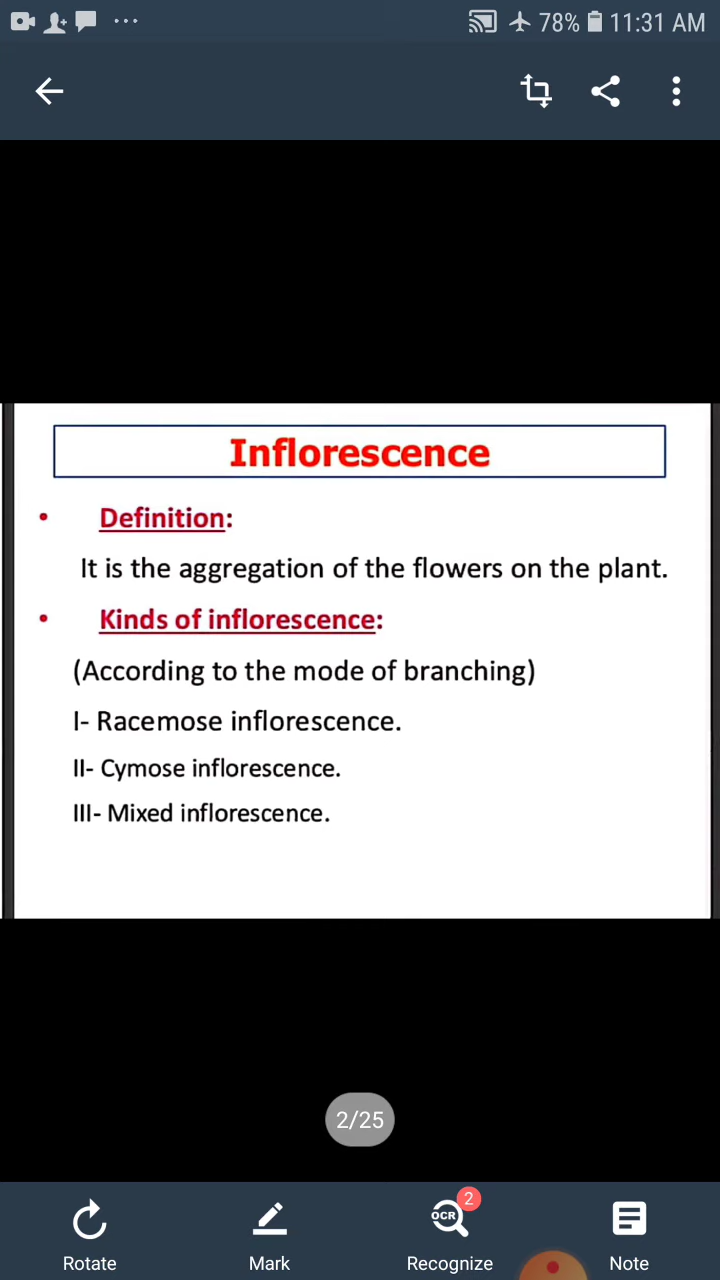 78% 11:31 AM
Inflorescence
• Definition:
It is the aggregation of the flowers on the plant.
• Kinds of inflorescence:
(According to the mode of branching)
I- Racemose inflorescence.
II- Cymose inflorescence.
III- Mixed inflorescence.
2/25
OCR 2
Rotate Mark Recognize Note